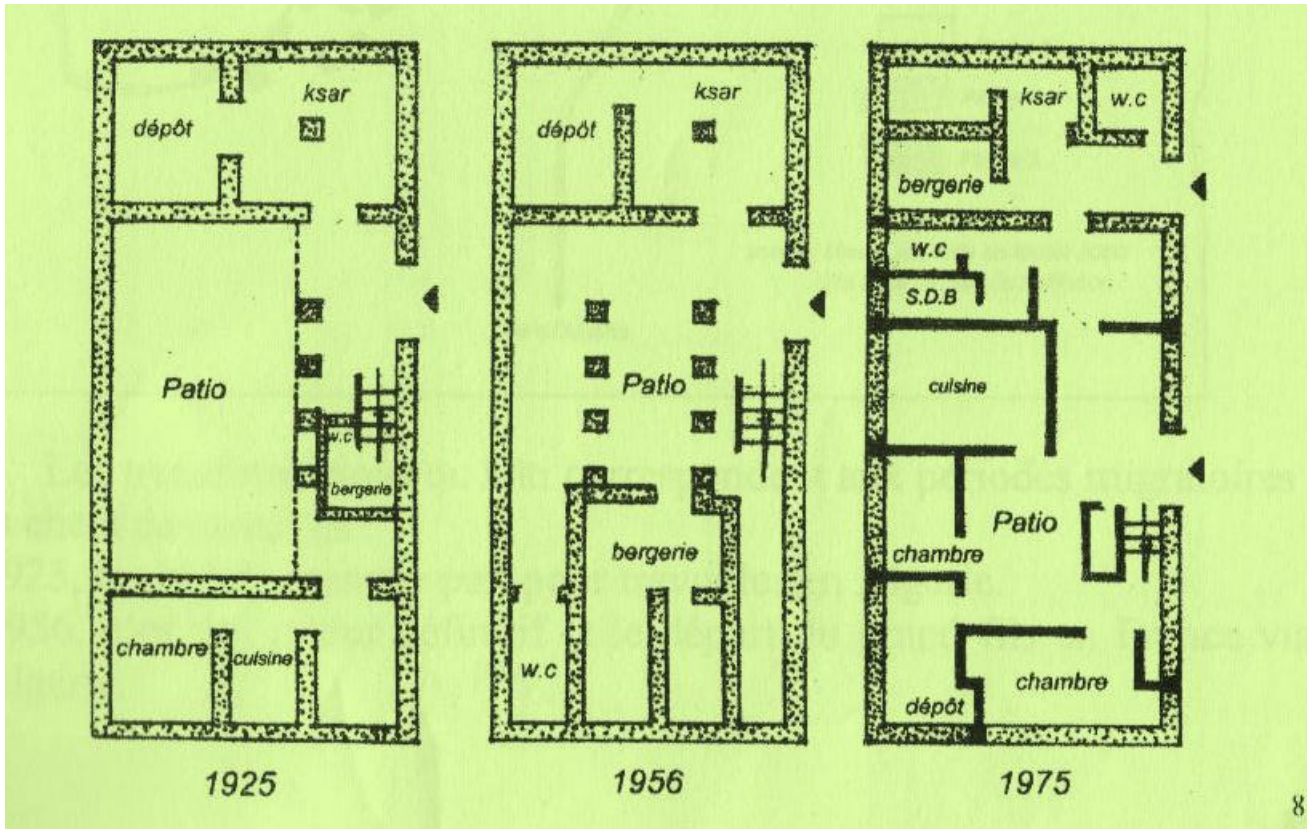 ksar
dépôt
Patio
w.c
bergerie
chambre
cuisine
1925
ksar
dépôt
Patio
bergerie
w.c
1956
ksar
w.c
bergerie
w.c
S.D.B
cuisine
Patio
chambre
chambre
dépôt
1975
8